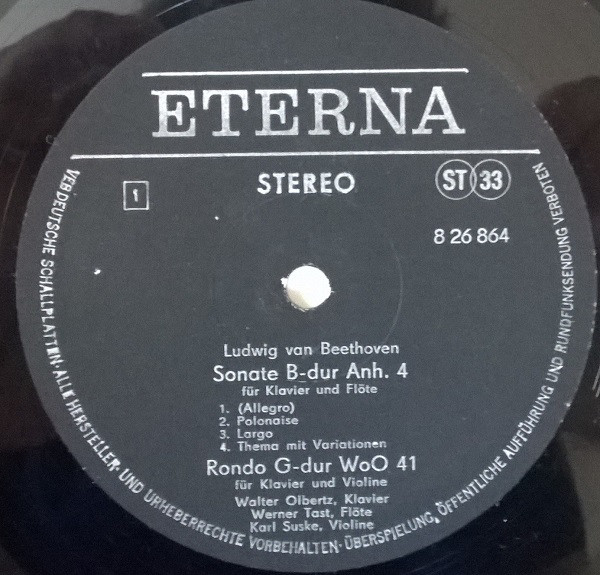 ETERNA
1
STEREO
ST 33
8 26 864
Ludwig van Beethoven
Sonate B-dur Anh. 4
für Klavier und Flöte
1. (Allegro)
2. Polonaise
3. Largo
4. Thema mit Variationen
Rondo G-dur WoO 41
für Klavier und Violine
Walter Olbertz, Klavier
Werner Tast, Flöte
Karl Suske, Violine
VEB DEUTSCHE SCHALLPLATTEN·ALLE HERSTELLER- UND URHEBERRECHTE VORBEHALTEN·ÜBERSPIELUNG, ÖFFENTLICHE AUFFÜHRUNG UND RUNDFUNKSENDUNG VERBOTEN